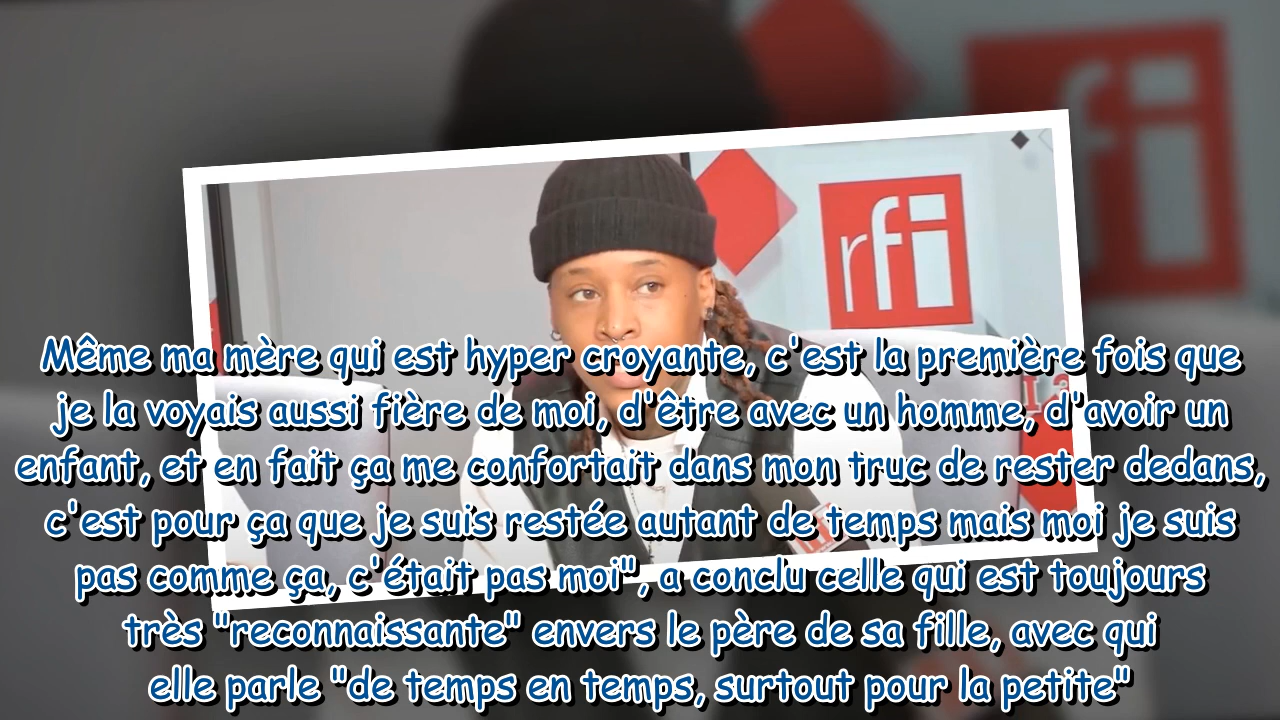 rfi
rfi
Même ma mère qui est hyper croyante, c'est la première fois que
je la voyais aussi fière de moi, d'être avec un homme, d'avoir un
enfant, et en fait ça me confortait dans mon truc de rester dedans,
c'est pour ça que je suis restée autant de temps mais moi je suis
pas comme ça, c'était pas moi", a conclu celle qui est toujours
très "reconnaissante" envers le père de sa fille, avec qui
elle parle "de temps en temps, surtout pour la petite"